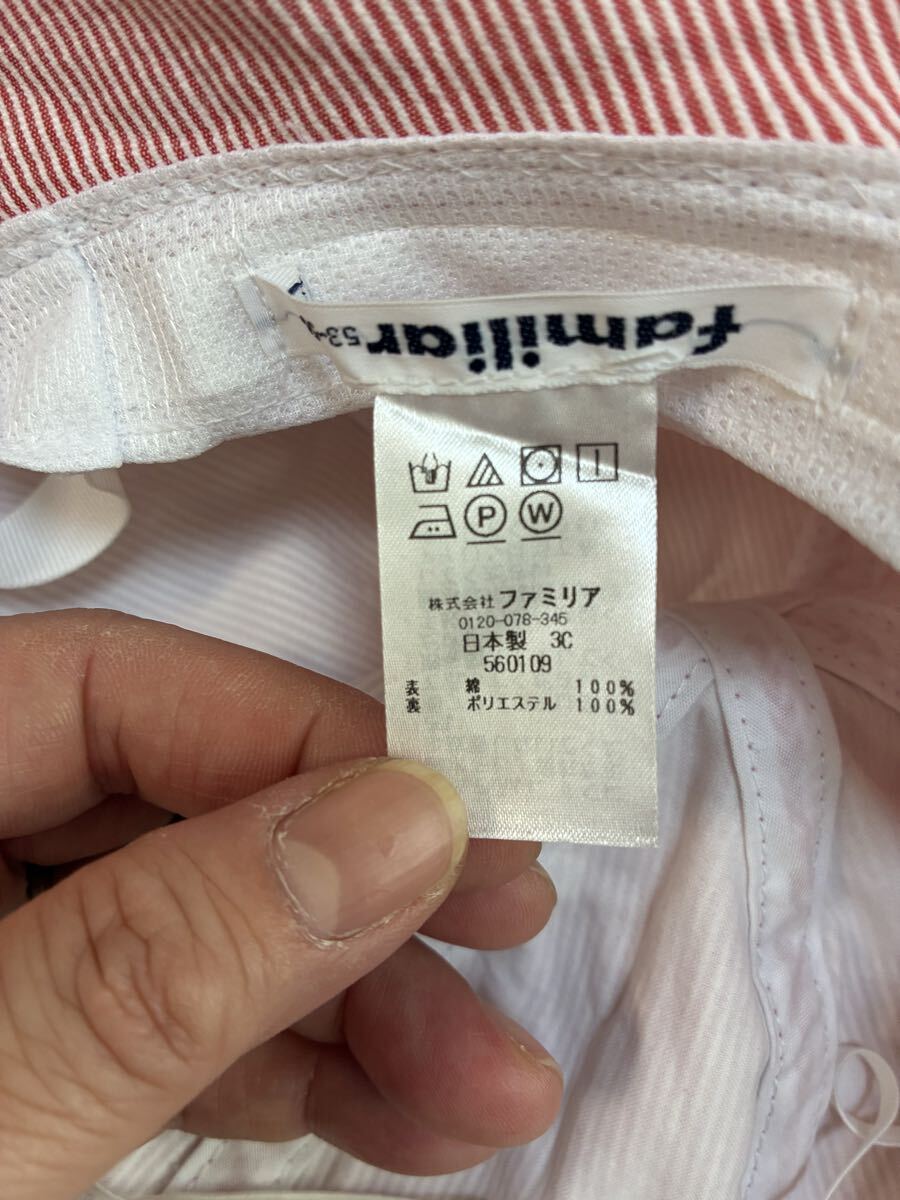 familiar
P W
株式会社ファミリア
0120-078-345
日本製 3C
560109
表 綿 100%
裏 ポリエステル 100%